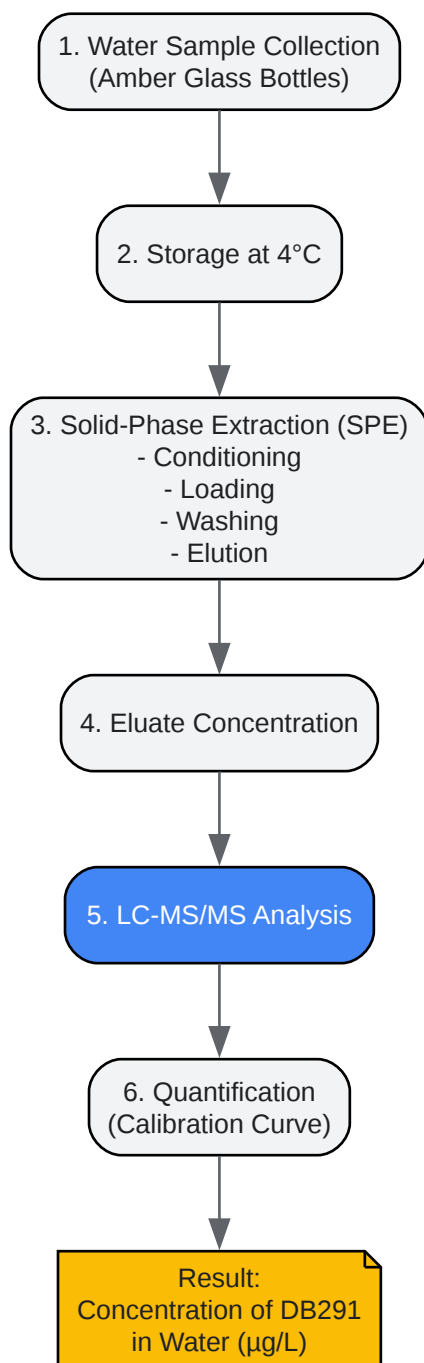 1. Water Sample Collection
(Amber Glass Bottles)
2. Storage at 4°C
3. Solid-Phase Extraction (SPE)
- Conditioning
- Loading
- Washing
- Elution
4. Eluate Concentration
5. LC-MS/MS Analysis
6. Quantification
(Calibration Curve)
Result:
Concentration of DB291
in Water (µg/L)